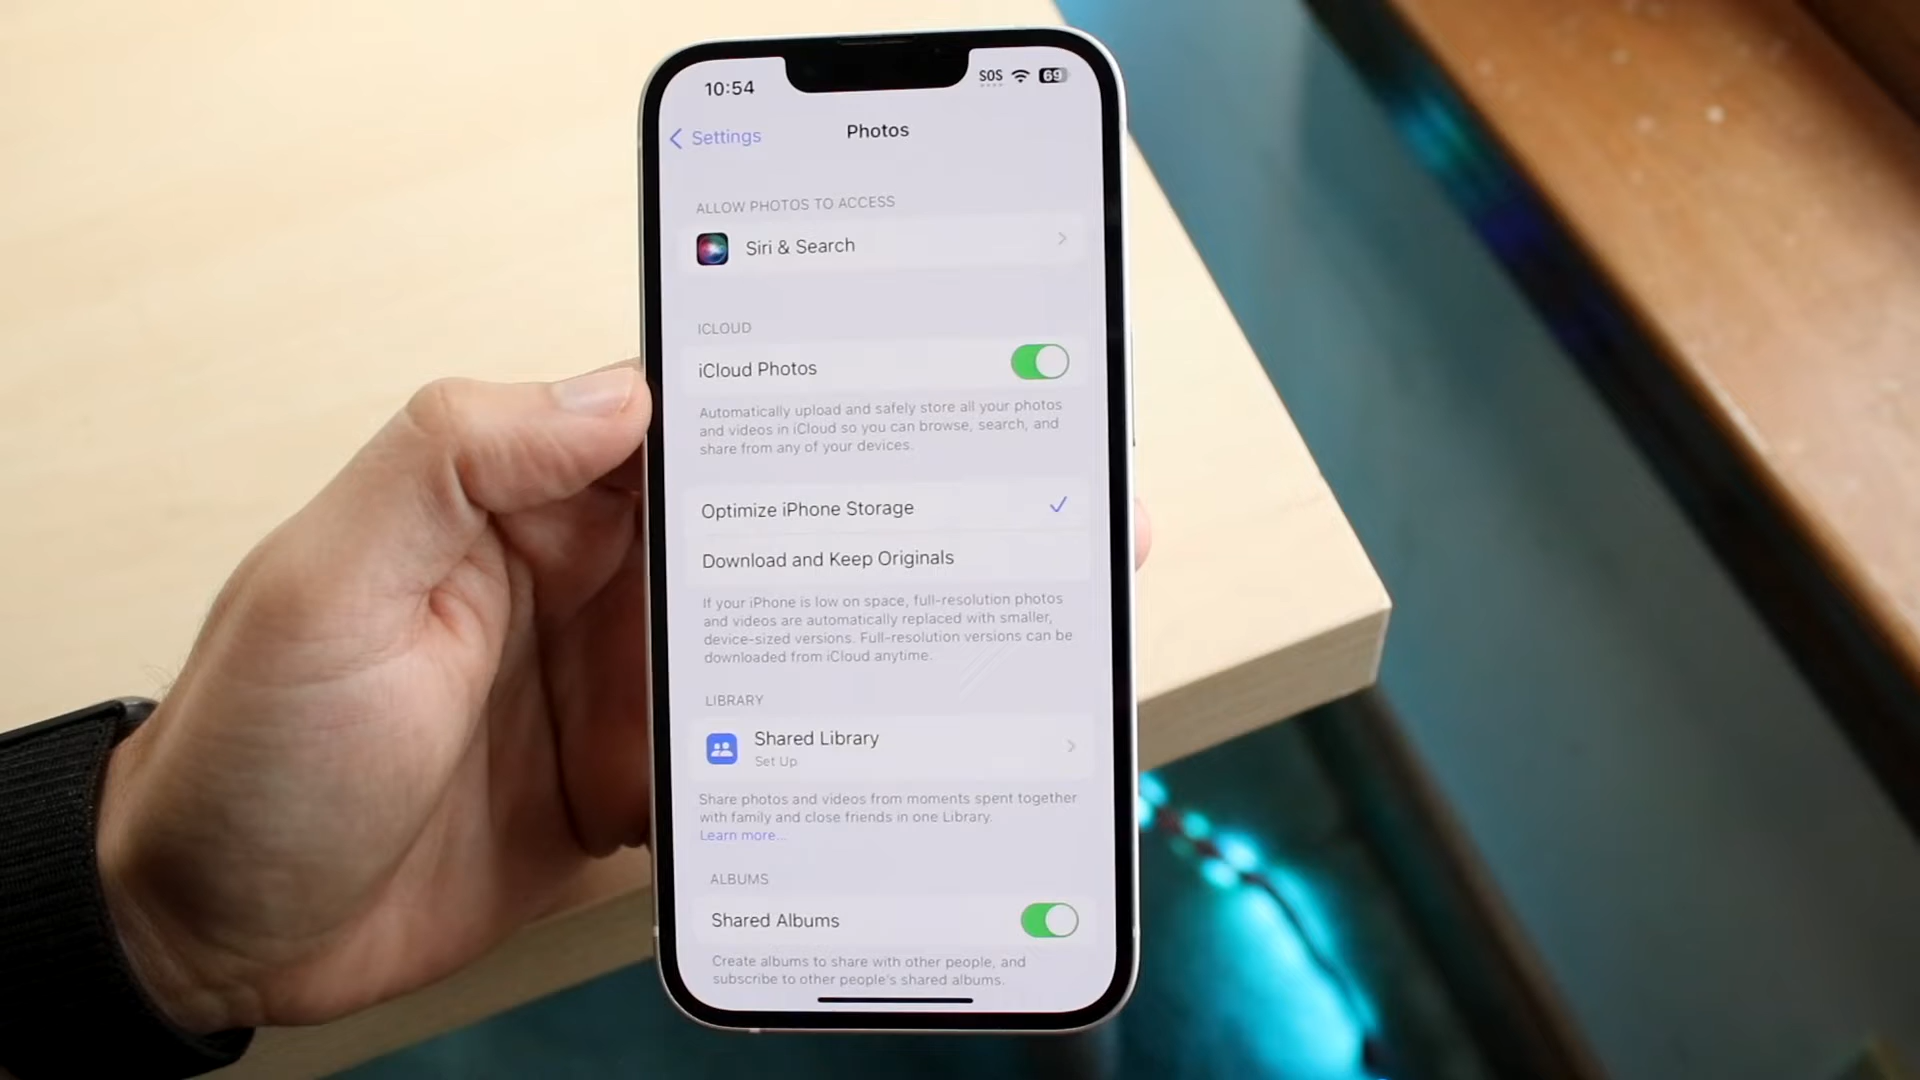 10:54
SOS
69
Settings
Photos
ALLOW PHOTOS TO ACCESS
Siri & Search
ICLOUD
iCloud Photos
Automatically upload and safely store all your photos
and videos in iCloud so you can browse, search, and
share from any of your devices.
Optimize iPhone Storage
Download and Keep Originals
If your iPhone is low on space, full-resolution photos
and videos are automatically replaced with smaller,
device-sized versions. Full-resolution versions can be
downloaded from iCloud anytime.
LIBRARY
Shared Library
Set Up
Share photos and videos from moments spent together
with family and close friends in one Library.
Learn more...
ALBUMS
Shared Albums
Create albums to share with other people, and
subscribe to other people's shared albums.